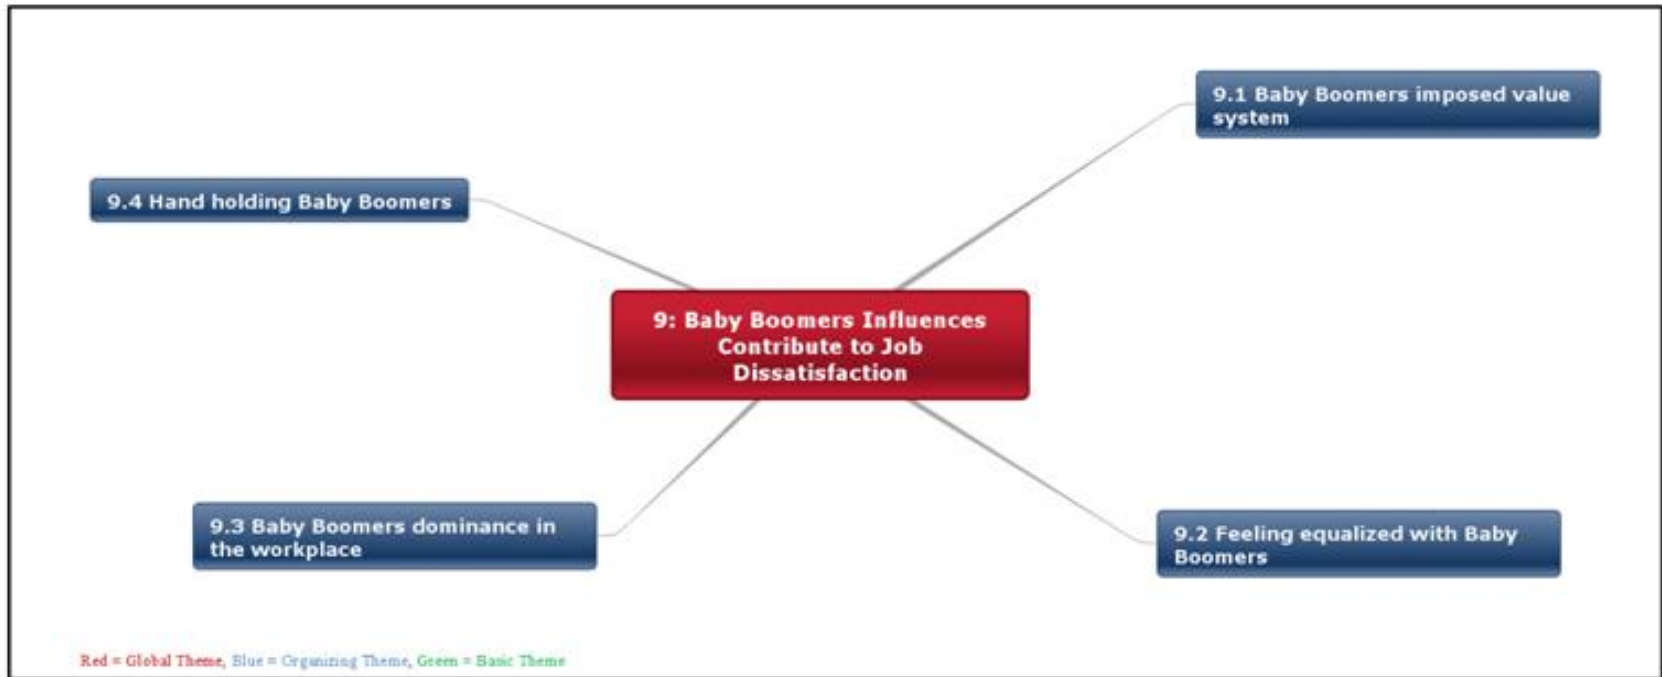 9.1 Baby Boomers imposed value
system
9.4 Hand holding Baby Boomers
9: Baby Boomers Influences
Contribute to Job
Dissatisfaction
9.3 Baby Boomers dominance in
the workplace
9.2 Feeling equalized with Baby
Boomers
Red = Global Theme, Blue = Organizing Theme, Green = Basic Theme